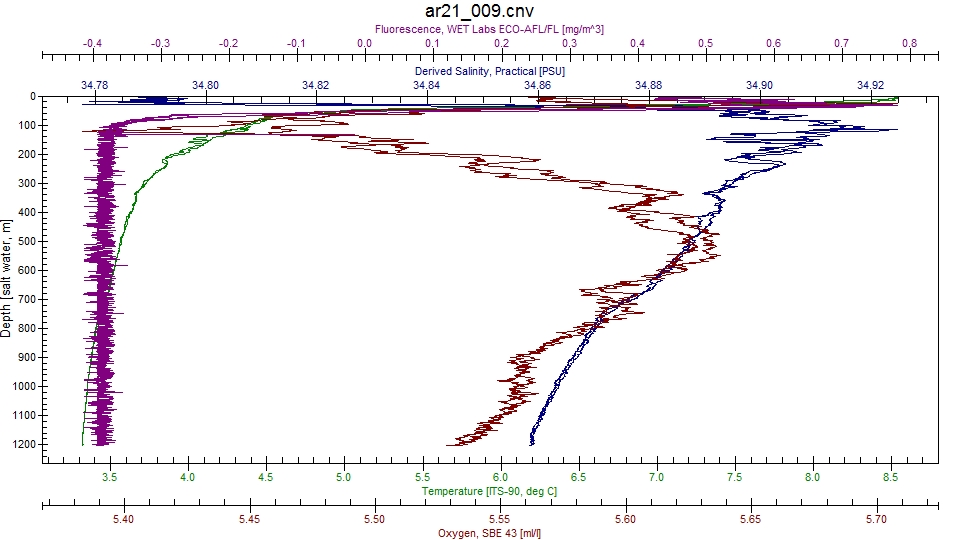 ar21_009.cnv
Fluorescence, WET Labs ECO-AFL/FL [mg/m^3]
-0.4 -0.3 -0.2 -0.1 0.0 0.1 0.2 0.3 0.4 0.5 0.6 0.7 0.8
Derived Salinity, Practical [PSU]
34.78 34.80 34.82 34.84 34.86 34.88 34.90 34.92
0
100
200
300
400
500
600
700
800
900
1000
1100
1200
Depth [salt water, m]
3.5 4.0 4.5 5.0 5.5 6.0 6.5 7.0 7.5 8.0 8.5
Temperature [ITS-90, deg C]
5.40 5.45 5.50 5.55 5.60 5.65 5.70
Oxygen, SBE 43 [ml/l]